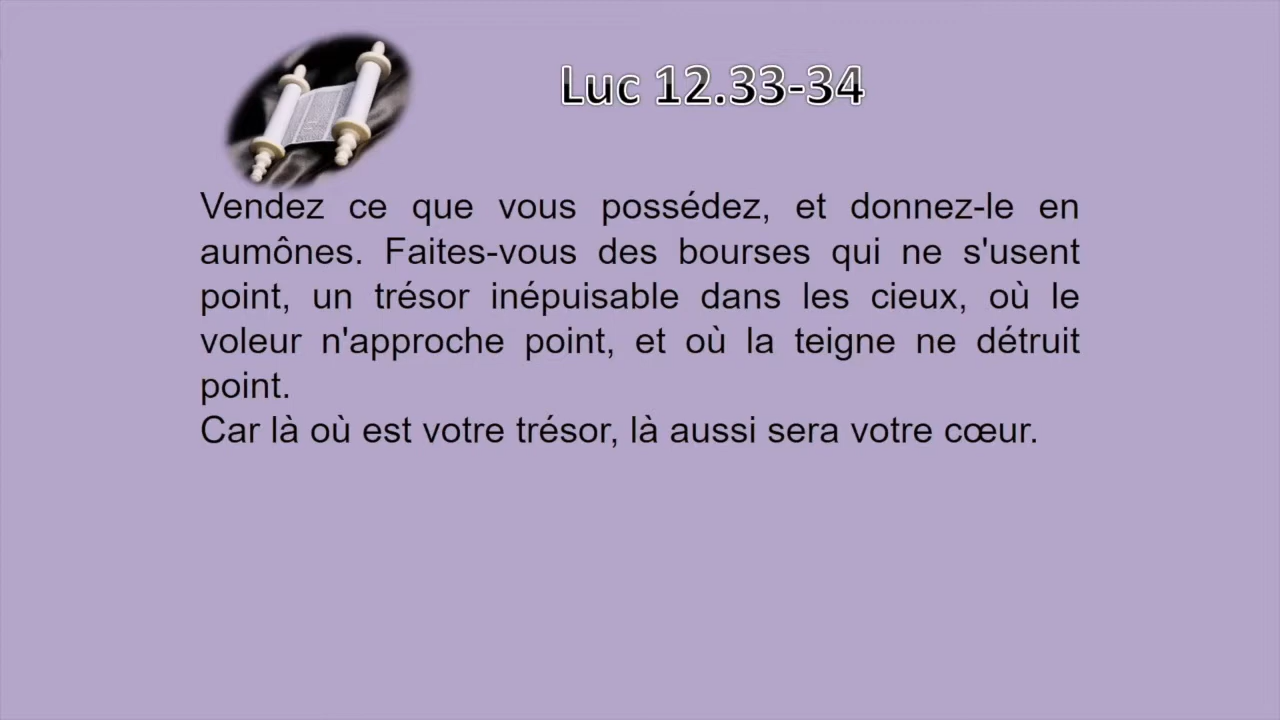 Luc 12.33-34
Vendez ce que vous possédez, et donnez-le en
aumônes. Faites-vous des bourses qui ne s'usent
point, un trésor inépuisable dans les cieux, où le
voleur n'approche point, et où la teigne ne détruit
point.
Car là où est votre trésor, là aussi sera votre cœur.